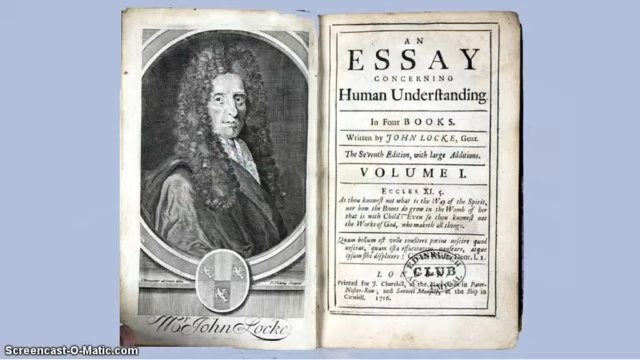 AN
ESSAY
CONCERNING
Human Understanding.
In Four BOOKS.
Written by JOHN LOCKE, Gent.
The Seventh Edition, with large Additions.
VOLUME I.
ECCLES. XI. 5.
As thou knowest not what is the Way of the Spirit,
nor how the Bones do grow in the Womb of her
that is with Child: Even so thou knowest not
the Works of God, who maketh all things.
Quam bellum est velle confiteri potius nescire quod
nescias, quam ista effutientem nauseare, atque
ipsum sibi displicere!
LON
Printed for J. Churchill, at the in Pater-
Noster-Row; and Samuel at the Ship in
Cornhill, 1716.
EDINBURGH
CLUB
Mr. John Locke
Screencast-O-Matic.com